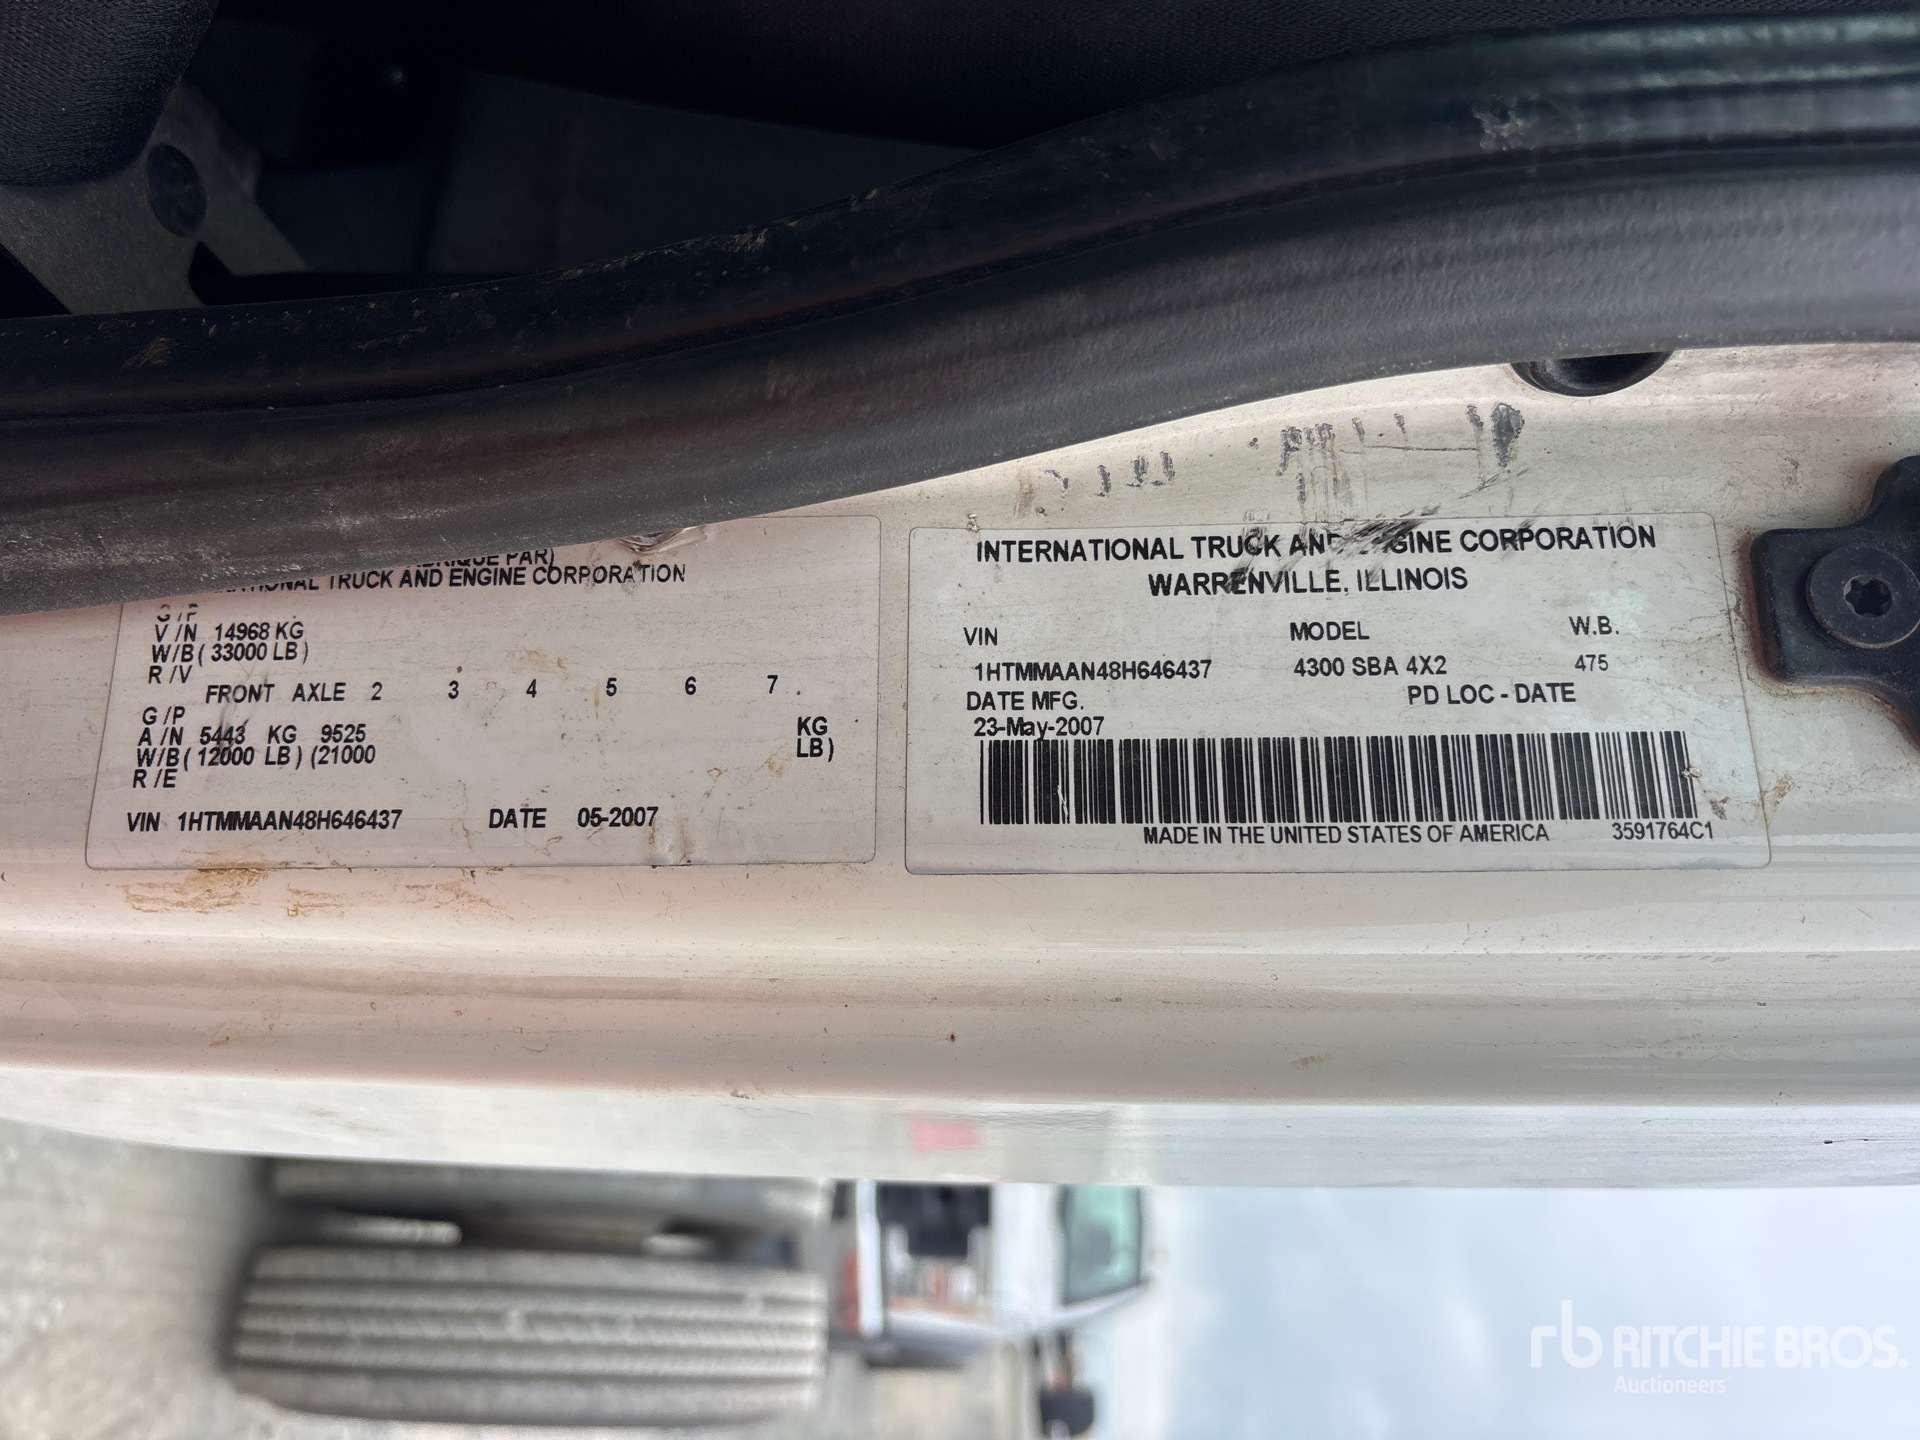 BRIQUE PAR)
NATIONAL TRUCK AND ENGINE CORPORATION
G/P
V/N 14968 KG
W/B( 33000 LB)
R/V
FRONT AXLE 2 3 4 5 6 7
G/P
A/N 5443 KG 9525 KG
W/B( 12000 LB) (21000 LB)
R/E
VIN 1HTMMAAN48H646437 DATE 05-2007
INTERNATIONAL TRUCK AND ENGINE CORPORATION
WARRENVILLE, ILLINOIS
VIN MODEL W.B.
1HTMMAAN48H646437 4300 SBA 4X2 475
DATE MFG. PD LOC - DATE
23-May-2007
MADE IN THE UNITED STATES OF AMERICA 3591764C1
rb RITCHIE BROS.
Auctioneers